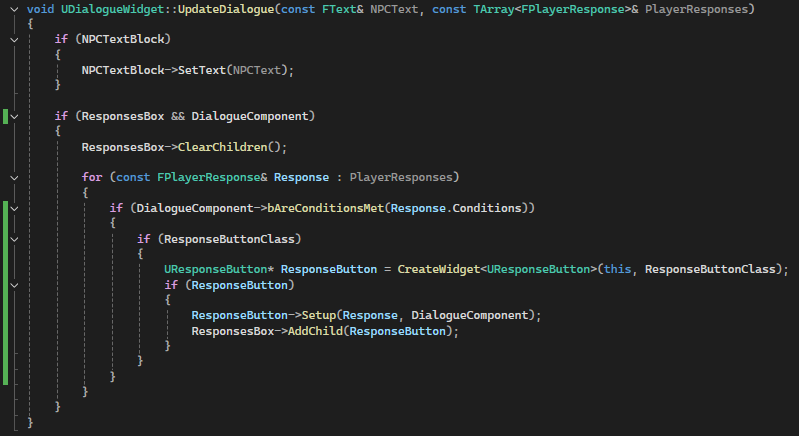 void UDialogueWidget::UpdateDialogue(const FText& NPCText, const TArray<FPlayerResponse>& PlayerResponses)
{
    if (NPCTextBlock)
    {
        NPCTextBlock->SetText(NPCText);
    }

    if (ResponsesBox && DialogueComponent)
    {
        ResponsesBox->ClearChildren();

        for (const FPlayerResponse& Response : PlayerResponses)
        {
            if (DialogueComponent->bAreConditionsMet(Response.Conditions))
            {
                if (ResponseButtonClass)
                {
                    UResponseButton* ResponseButton = CreateWidget<UResponseButton>(this, ResponseButtonClass);
                    if (ResponseButton)
                    {
                        ResponseButton->Setup(Response, DialogueComponent);
                        ResponsesBox->AddChild(ResponseButton);
                    }
                }
            }
        }
    }
}